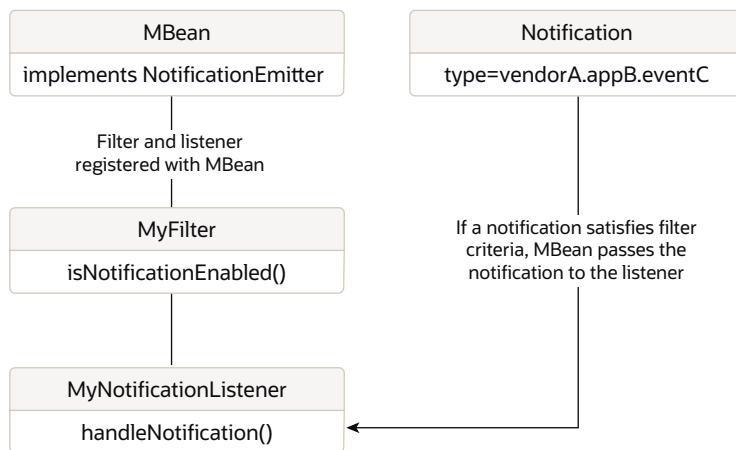 MBean
implements NotificationEmitter
Filter and listener
registered with MBean
MyFilter
isNotificationEnabled()
MyNotificationListener
handleNotification()
Notification
type=vendorA.appB.eventC
If a notification satisfies filter
criteria, MBean passes the
notification to the listener